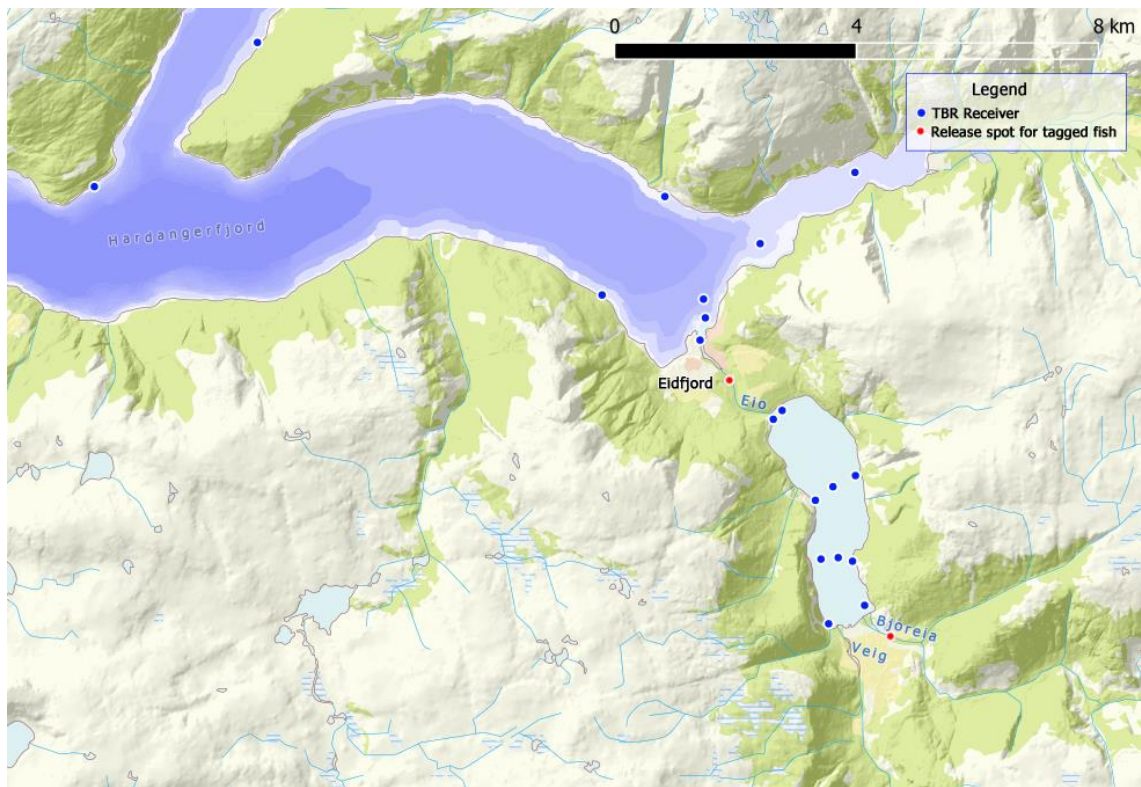 0 4 8 km
Legend
TBR Receiver
Release spot for tagged fish
Hardangerfjord
Eidfjord
Eio
Bjoreia
Veig